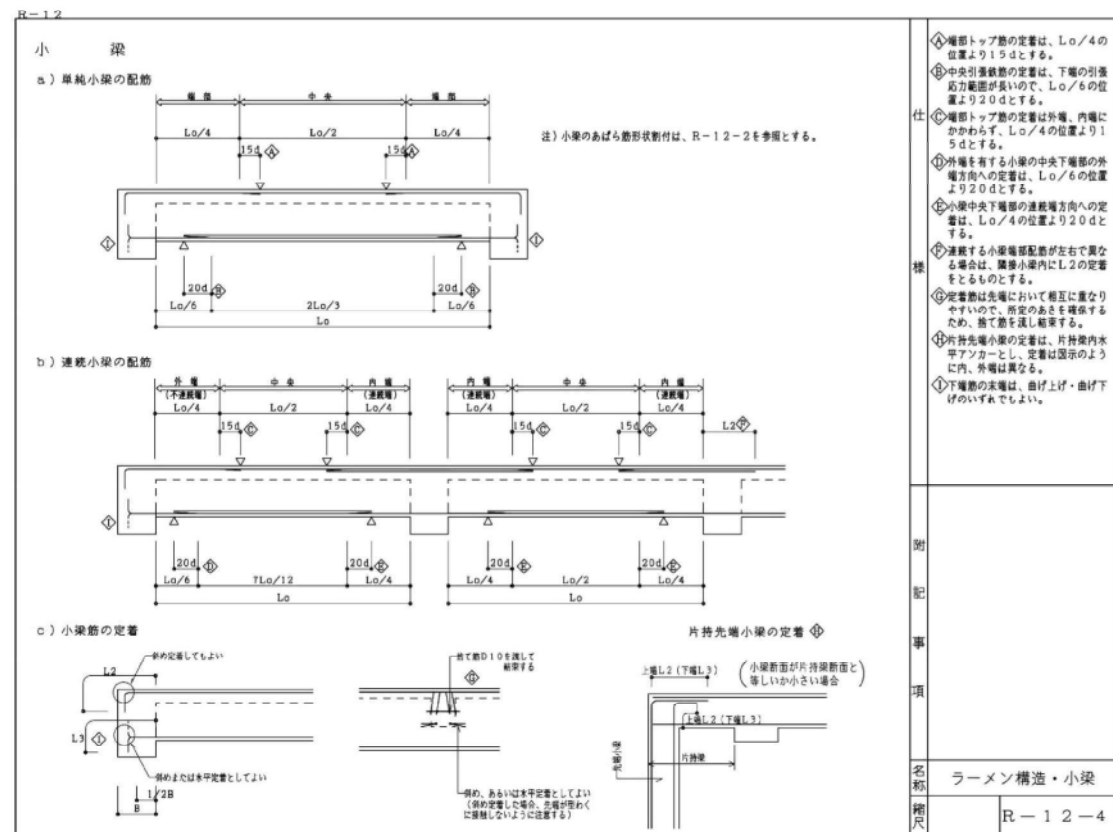 R-12
小 梁
a）単純小梁の配筋
端 部 中 央 端 部
Lo/4 Lo/2 Lo/4
15d A 15d A
注）小梁のあばら筋形状割付は、R-12-2を参照とする。
I I
20d B 20d B
Lo/6 2Lo/3 Lo/6
Lo
b）連続小梁の配筋
外 端 中 央 内 端 内 端 中 央 内 端
(不連続端) (連続端) (連続端) (連続端)
Lo/4 Lo/2 Lo/4 Lo/4 Lo/2 Lo/4
15d C 15d C 15d C 15d C L2 F
I
20d D 20d E 20d E 20d E
Lo/6 7Lo/12 Lo/4 Lo/4 Lo/2 Lo/4
Lo Lo
c）小梁筋の定着
斜め定着してもよい
L2
L3 I
斜めまたは水平定着としてよい
1/2B
B
捨て筋D10を流して
結束する
G
斜め、あるいは水平定着としてよい
(斜め定着した場合、先端が型わく
に接触しないように注意する)
片持先端小梁の定着 H
上端L2(下端L3)
(小梁断面が片持梁断面と
等しいか小さい場合)
上端L2(下端L3)
片持梁
先端小梁
仕様
A 端部トップ筋の定着は、Lo/4の
位置より15dとする。
B 中央引張鉄筋の定着は、下端の引張
応力範囲が長いので、Lo/6の位
置より20dとする。
C 端部トップ筋の定着は外端、内端に
かかわらず、Lo/4の位置より1
5dとする。
D 外端を有する小梁の中央下端部の外
端方向への定着は、Lo/6の位置
より20dとする。
E 小梁中央下端部の連続端方向への定
着は、Lo/4の位置より20dと
する。
F 連続する小梁端部配筋が左右で異な
る場合は、隣接小梁内にL2の定着
をとるものとする。
G 定着筋は先端において相互に重なり
やすいので、所定のあきを確保する
ため、捨て筋を流し結束する。
H 片持先端小梁の定着は、片持梁内水
平アンカーとし、定着は図示のよう
に内、外端は異なる。
I 下端筋の末端は、曲げ上げ・曲げ下
げのいずれでもよい。
附記事項
名称 ラーメン構造・小梁
縮尺 R-12-4